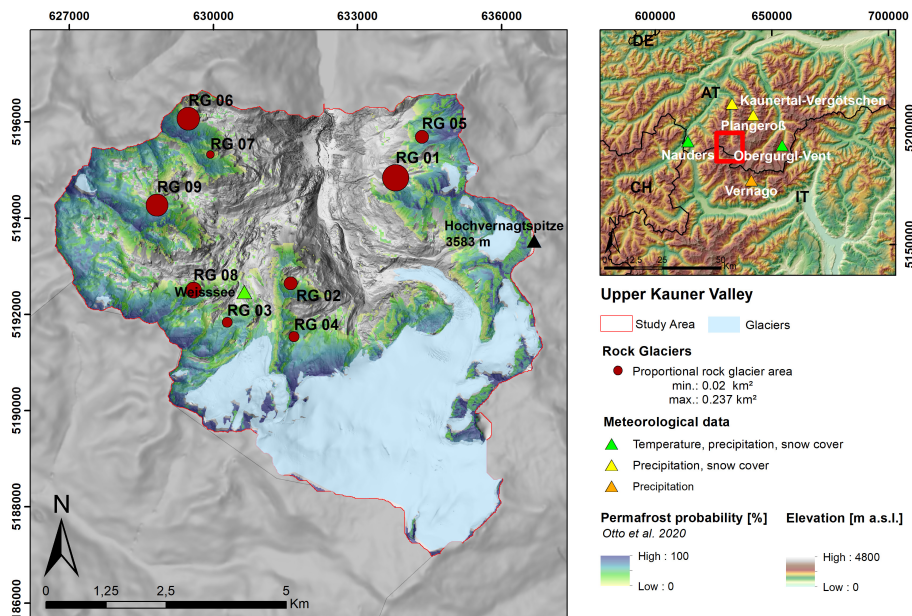 627000
630000
633000
636000
600000
650000
700000
5196000
5194000
5192000
5190000
5188000
5186000
RG 06
RG 07
RG 05
RG 01
RG 09
Hochvernagtspitze
3583 m
RG 08
Weisssee
RG 02
RG 03
RG 04
N
0 1,25 2,5 5
Km
DE
AT
Kaunertal-Vergötschen
Plangeroß
Nauders
Obergurgl-Vent
CH
Vernago
IT
N
25 50
Km
5200000
5150000
Upper Kauner Valley
Study Area
Glaciers
Rock Glaciers
Proportional rock glacier area
min.: 0.02 km²
max.: 0.237 km²
Meteorological data
Temperature, precipitation, snow cover
Precipitation, snow cover
Precipitation
Permafrost probability [%]
Otto et al. 2020
High : 100
Low : 0
Elevation [m a.s.l.]
High : 4800
Low : 0